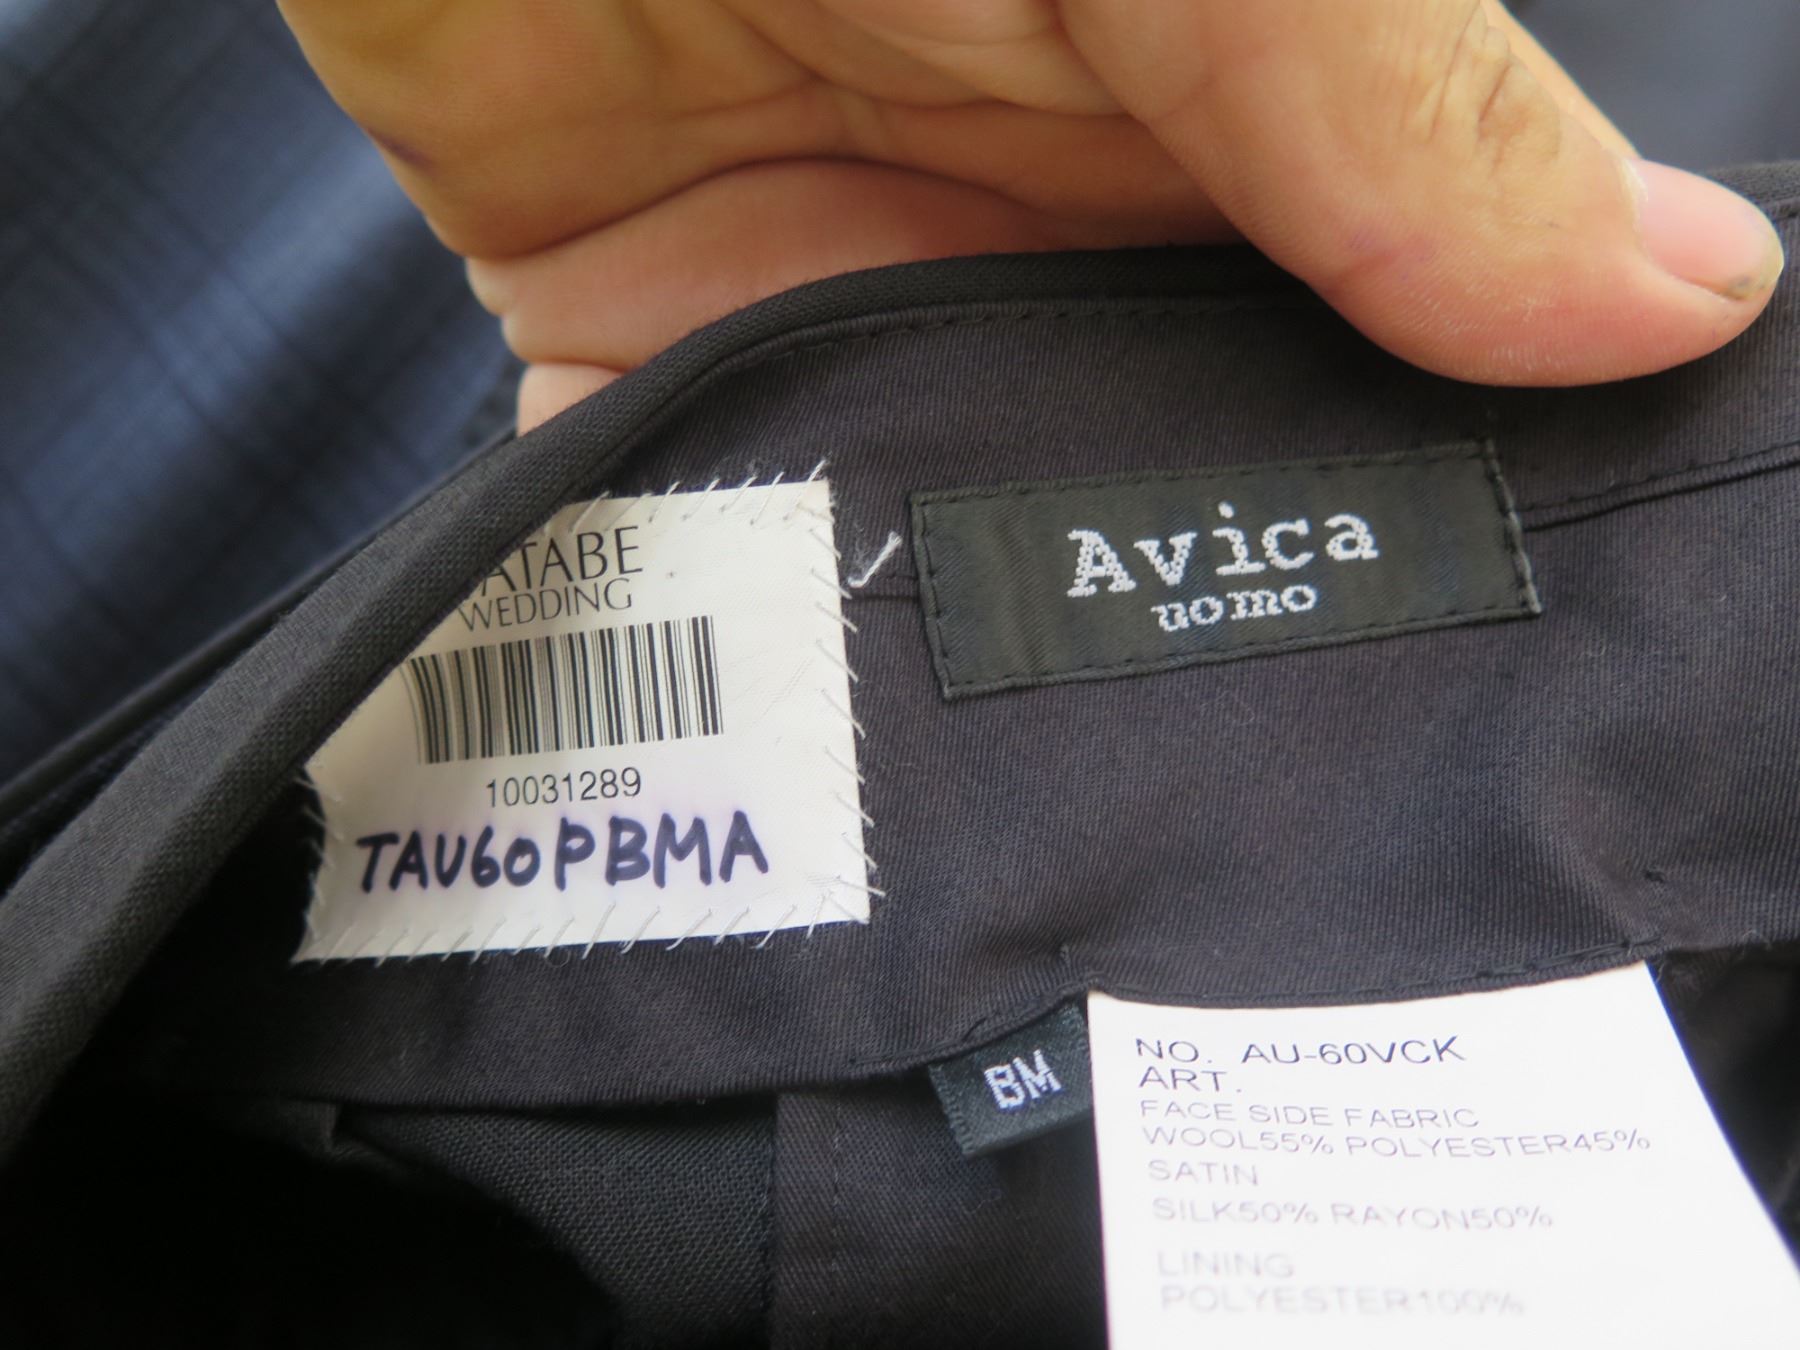 ATABE
WEDDING
10031289
TAU60PBMA
Avica
uomo
BM
NO. AU-60VCK
ART.
FACE SIDE FABRIC
WOOL55% POLYESTER45%
SATIN
SILK50% RAYON50%
LINING
POLYESTER100%